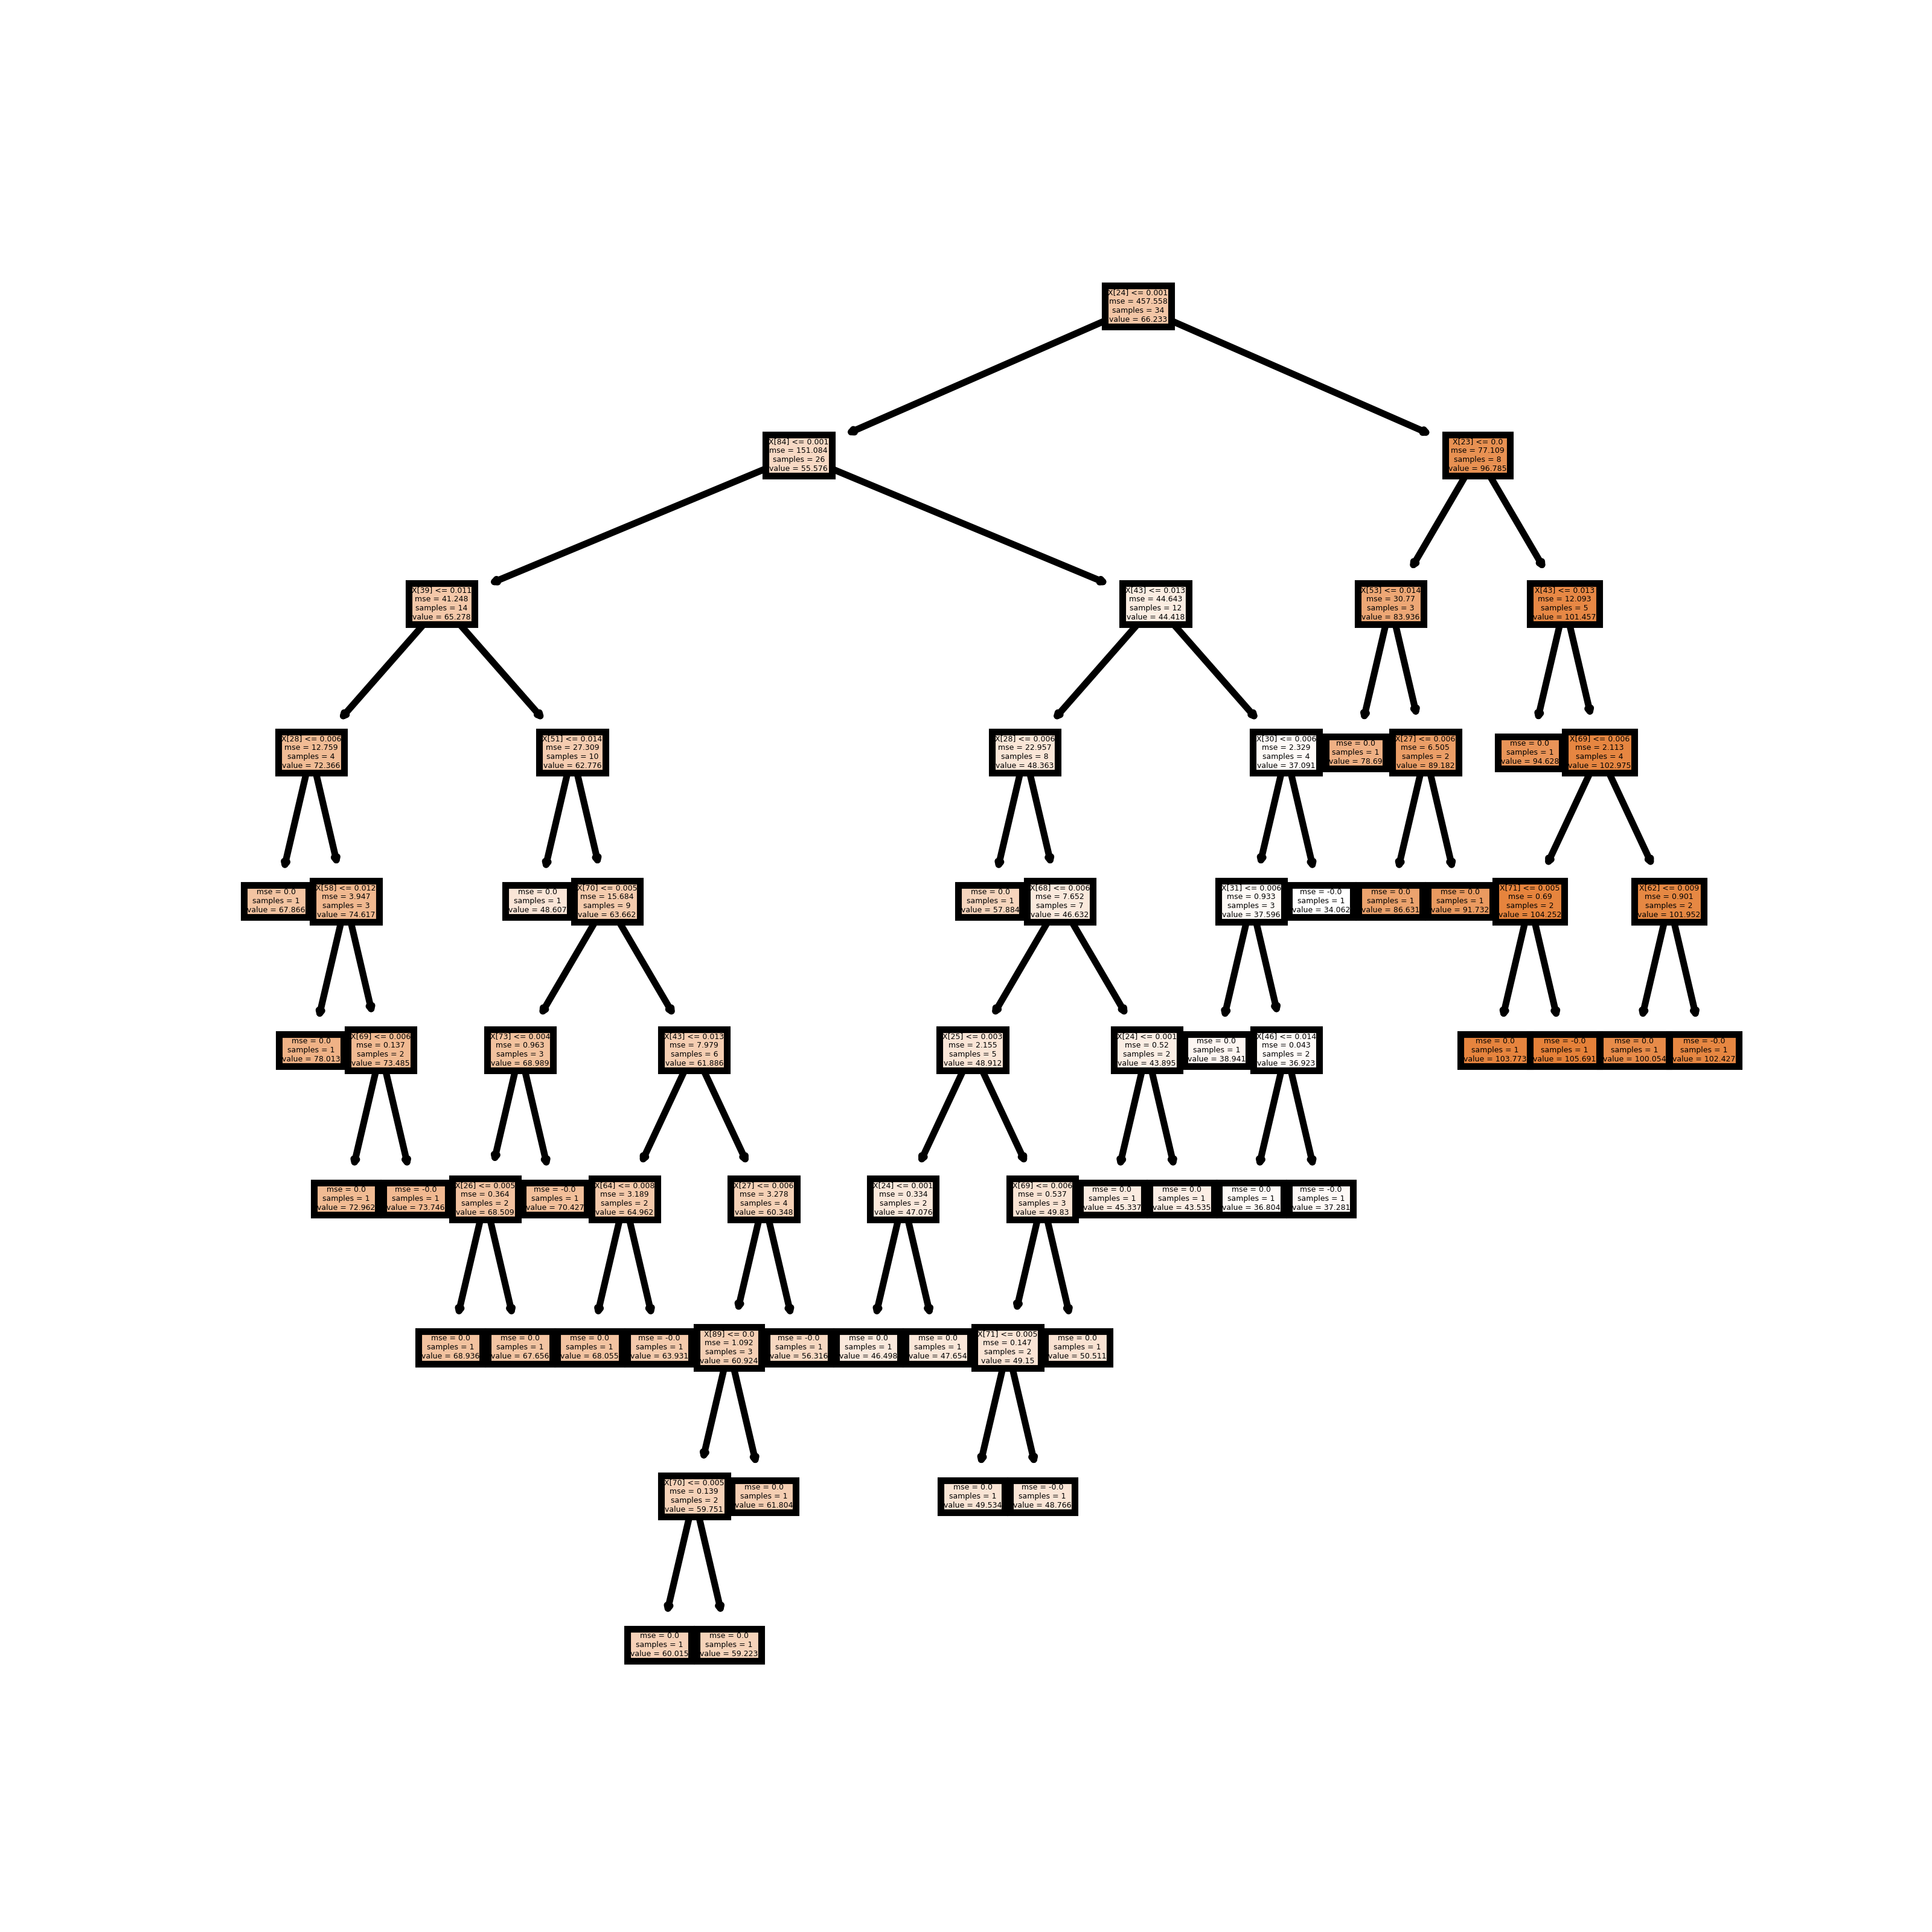 X[24] <= 0.001
mse = 457.558
samples = 34
value = 66.233
X[84] <= 0.001
mse = 151.084
samples = 26
value = 55.576
X[23] <= 0.0
mse = 77.109
samples = 8
value = 96.785
X[39] <= 0.011
mse = 41.248
samples = 14
value = 65.278
X[43] <= 0.013
mse = 44.643
samples = 12
value = 44.418
X[53] <= 0.014
mse = 30.77
samples = 3
value = 83.936
X[43] <= 0.013
mse = 12.093
samples = 5
value = 101.457
X[28] <= 0.006
mse = 12.759
samples = 4
value = 72.366
X[51] <= 0.014
mse = 27.309
samples = 10
value = 62.776
X[28] <= 0.006
mse = 22.957
samples = 8
value = 48.363
X[30] <= 0.006
mse = 2.329
samples = 4
value = 37.091
mse = 0.0
samples = 1
value = 78.69
X[27] <= 0.006
mse = 6.505
samples = 2
value = 89.182
mse = 0.0
samples = 1
value = 94.628
X[69] <= 0.006
mse = 2.113
samples = 4
value = 102.975
mse = 0.0
samples = 1
value = 67.866
X[58] <= 0.012
mse = 3.947
samples = 3
value = 74.617
mse = 0.0
samples = 1
value = 48.607
X[70] <= 0.005
mse = 15.684
samples = 9
value = 63.662
mse = 0.0
samples = 1
value = 57.884
X[68] <= 0.006
mse = 7.652
samples = 7
value = 46.632
X[31] <= 0.006
mse = 0.933
samples = 3
value = 37.596
mse = -0.0
samples = 1
value = 34.062
mse = 0.0
samples = 1
value = 86.631
mse = 0.0
samples = 1
value = 91.732
X[71] <= 0.005
mse = 0.69
samples = 2
value = 104.252
X[62] <= 0.009
mse = 0.901
samples = 2
value = 101.952
mse = 0.0
samples = 1
value = 78.013
X[69] <= 0.006
mse = 0.137
samples = 2
value = 73.485
X[73] <= 0.004
mse = 0.963
samples = 3
value = 68.989
X[43] <= 0.013
mse = 7.979
samples = 6
value = 61.886
X[25] <= 0.003
mse = 2.155
samples = 5
value = 48.912
X[24] <= 0.001
mse = 0.52
samples = 2
value = 43.895
mse = 0.0
samples = 1
value = 38.941
X[46] <= 0.014
mse = 0.043
samples = 2
value = 36.923
mse = 0.0
samples = 1
value = 103.773
mse = -0.0
samples = 1
value = 105.691
mse = 0.0
samples = 1
value = 100.054
mse = -0.0
samples = 1
value = 102.427
mse = 0.0
samples = 1
value = 72.962
mse = -0.0
samples = 1
value = 73.746
X[26] <= 0.005
mse = 0.364
samples = 2
value = 68.509
mse = -0.0
samples = 1
value = 70.427
X[64] <= 0.008
mse = 3.189
samples = 2
value = 64.962
X[27] <= 0.006
mse = 3.278
samples = 4
value = 60.348
X[24] <= 0.001
mse = 0.334
samples = 2
value = 47.076
X[69] <= 0.006
mse = 0.537
samples = 3
value = 49.83
mse = 0.0
samples = 1
value = 45.337
mse = 0.0
samples = 1
value = 43.535
mse = 0.0
samples = 1
value = 36.804
mse = -0.0
samples = 1
value = 37.281
mse = 0.0
samples = 1
value = 68.936
mse = 0.0
samples = 1
value = 67.656
mse = 0.0
samples = 1
value = 68.055
mse = -0.0
samples = 1
value = 63.931
X[89] <= 0.0
mse = 1.092
samples = 3
value = 60.924
mse = -0.0
samples = 1
value = 56.316
mse = 0.0
samples = 1
value = 46.498
mse = 0.0
samples = 1
value = 47.654
X[71] <= 0.005
mse = 0.147
samples = 2
value = 49.15
mse = 0.0
samples = 1
value = 50.511
X[70] <= 0.005
mse = 0.139
samples = 2
value = 59.751
mse = 0.0
samples = 1
value = 61.804
mse = 0.0
samples = 1
value = 49.534
mse = -0.0
samples = 1
value = 48.766
mse = 0.0
samples = 1
value = 60.015
mse = 0.0
samples = 1
value = 59.223